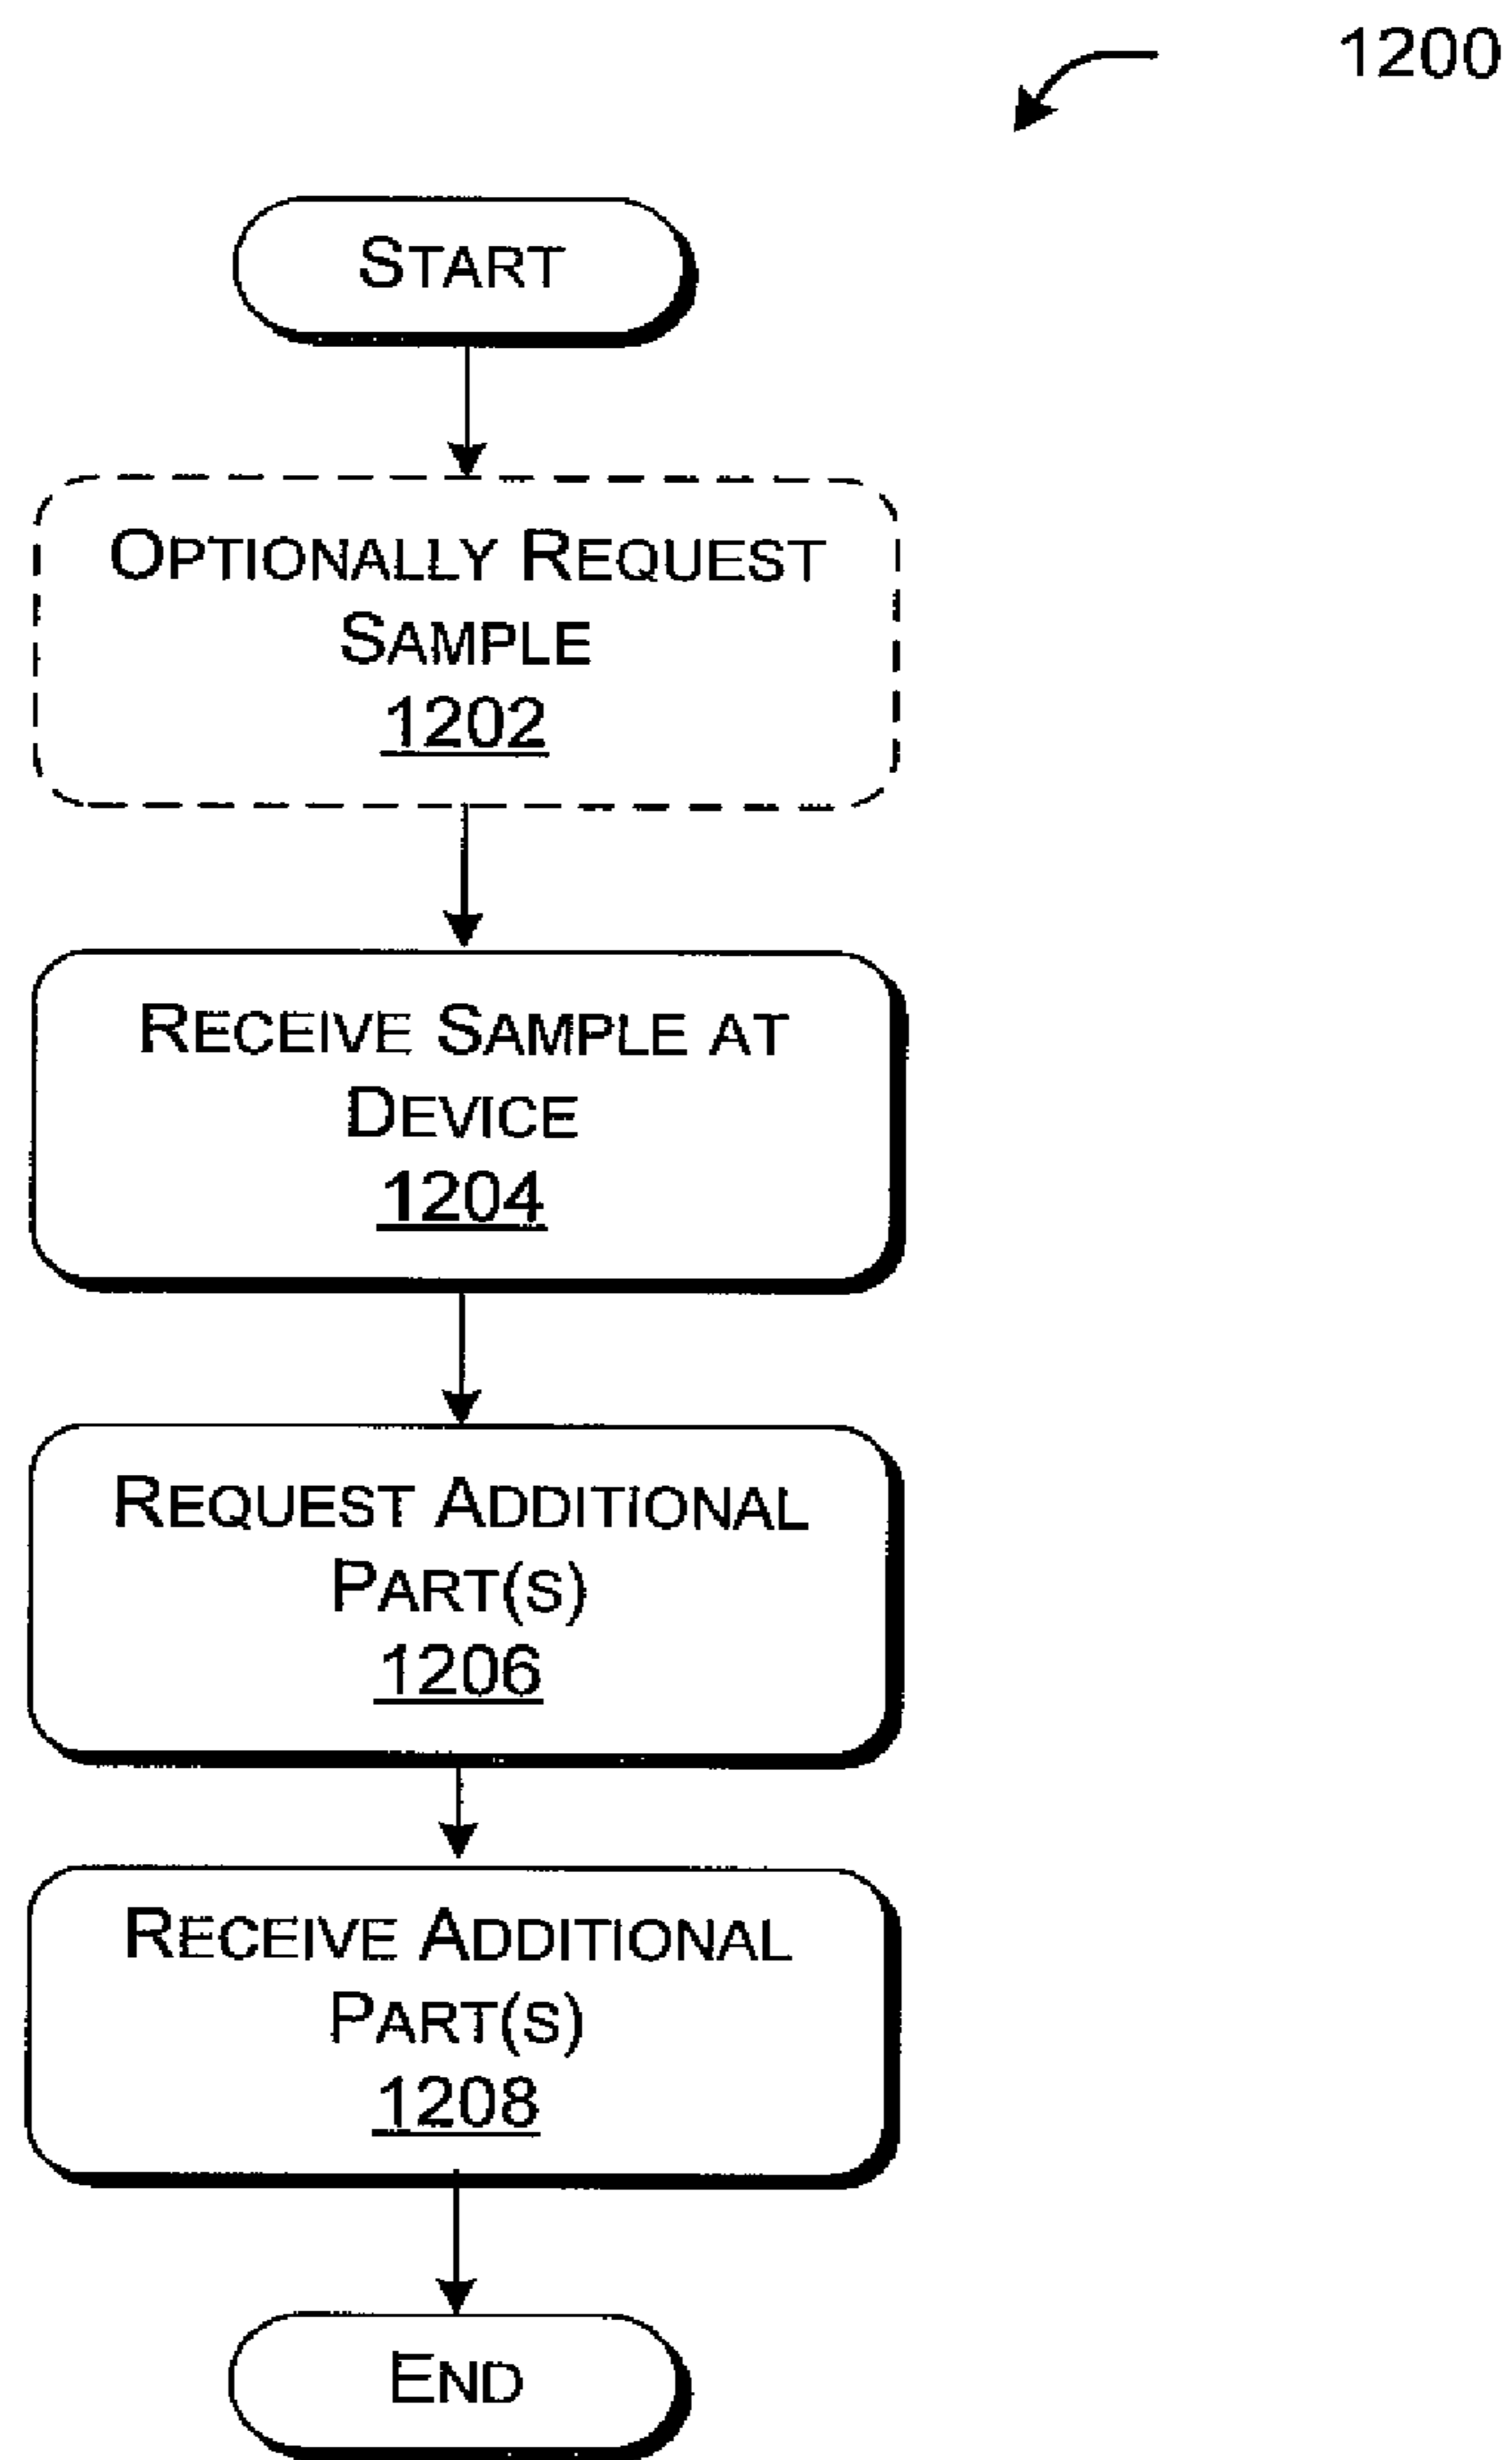 1200
START
OPTIONALLY REQUEST
SAMPLE
1202
RECEIVE SAMPLE AT
DEVICE
1204
REQUEST ADDITIONAL
PART(S)
1206
RECEIVE ADDITIONAL
PART(S)
1208
END